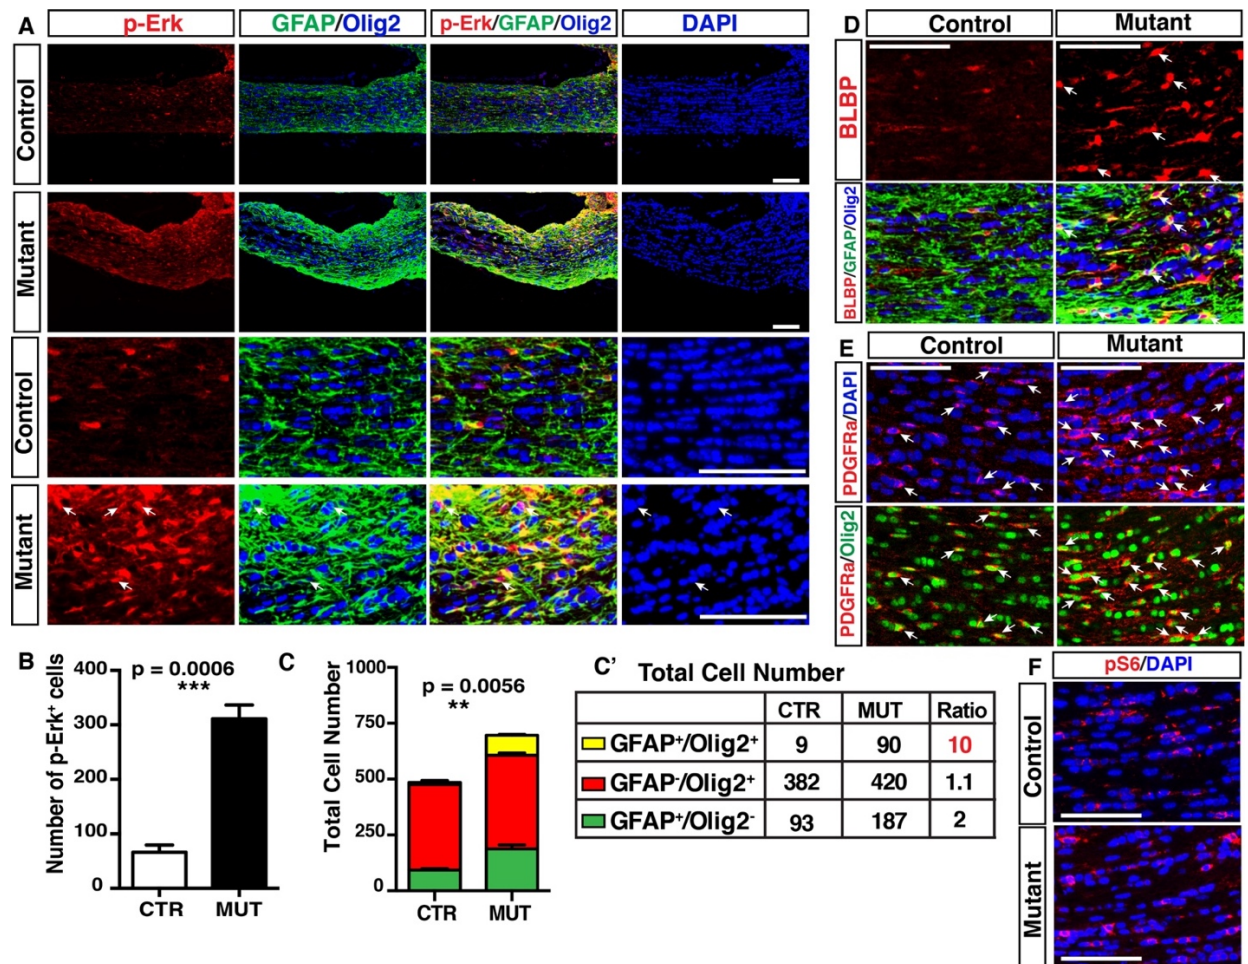 A
p-Erk
GFAP/Olig2
p-Erk/GFAP/Olig2
DAPI
Control
Mutant
Control
Mutant
B
p = 0.0006
***
Number of p-Erk⁺ cells
400
300
200
100
0
CTR
MUT
C
p = 0.0056
**
Total Cell Number
1000
750
500
250
0
CTR
MUT
C'
Total Cell Number
CTR MUT Ratio
GFAP⁺/Olig2⁺ 9 90 10
GFAP⁻/Olig2⁺ 382 420 1.1
GFAP⁺/Olig2⁻ 93 187 2
D
Control
Mutant
BLBP
BLBP/GFAP/Olig2
E
Control
Mutant
PDGFRa/DAPI
PDGFRa/Olig2
F
pS6/DAPI
Control
Mutant